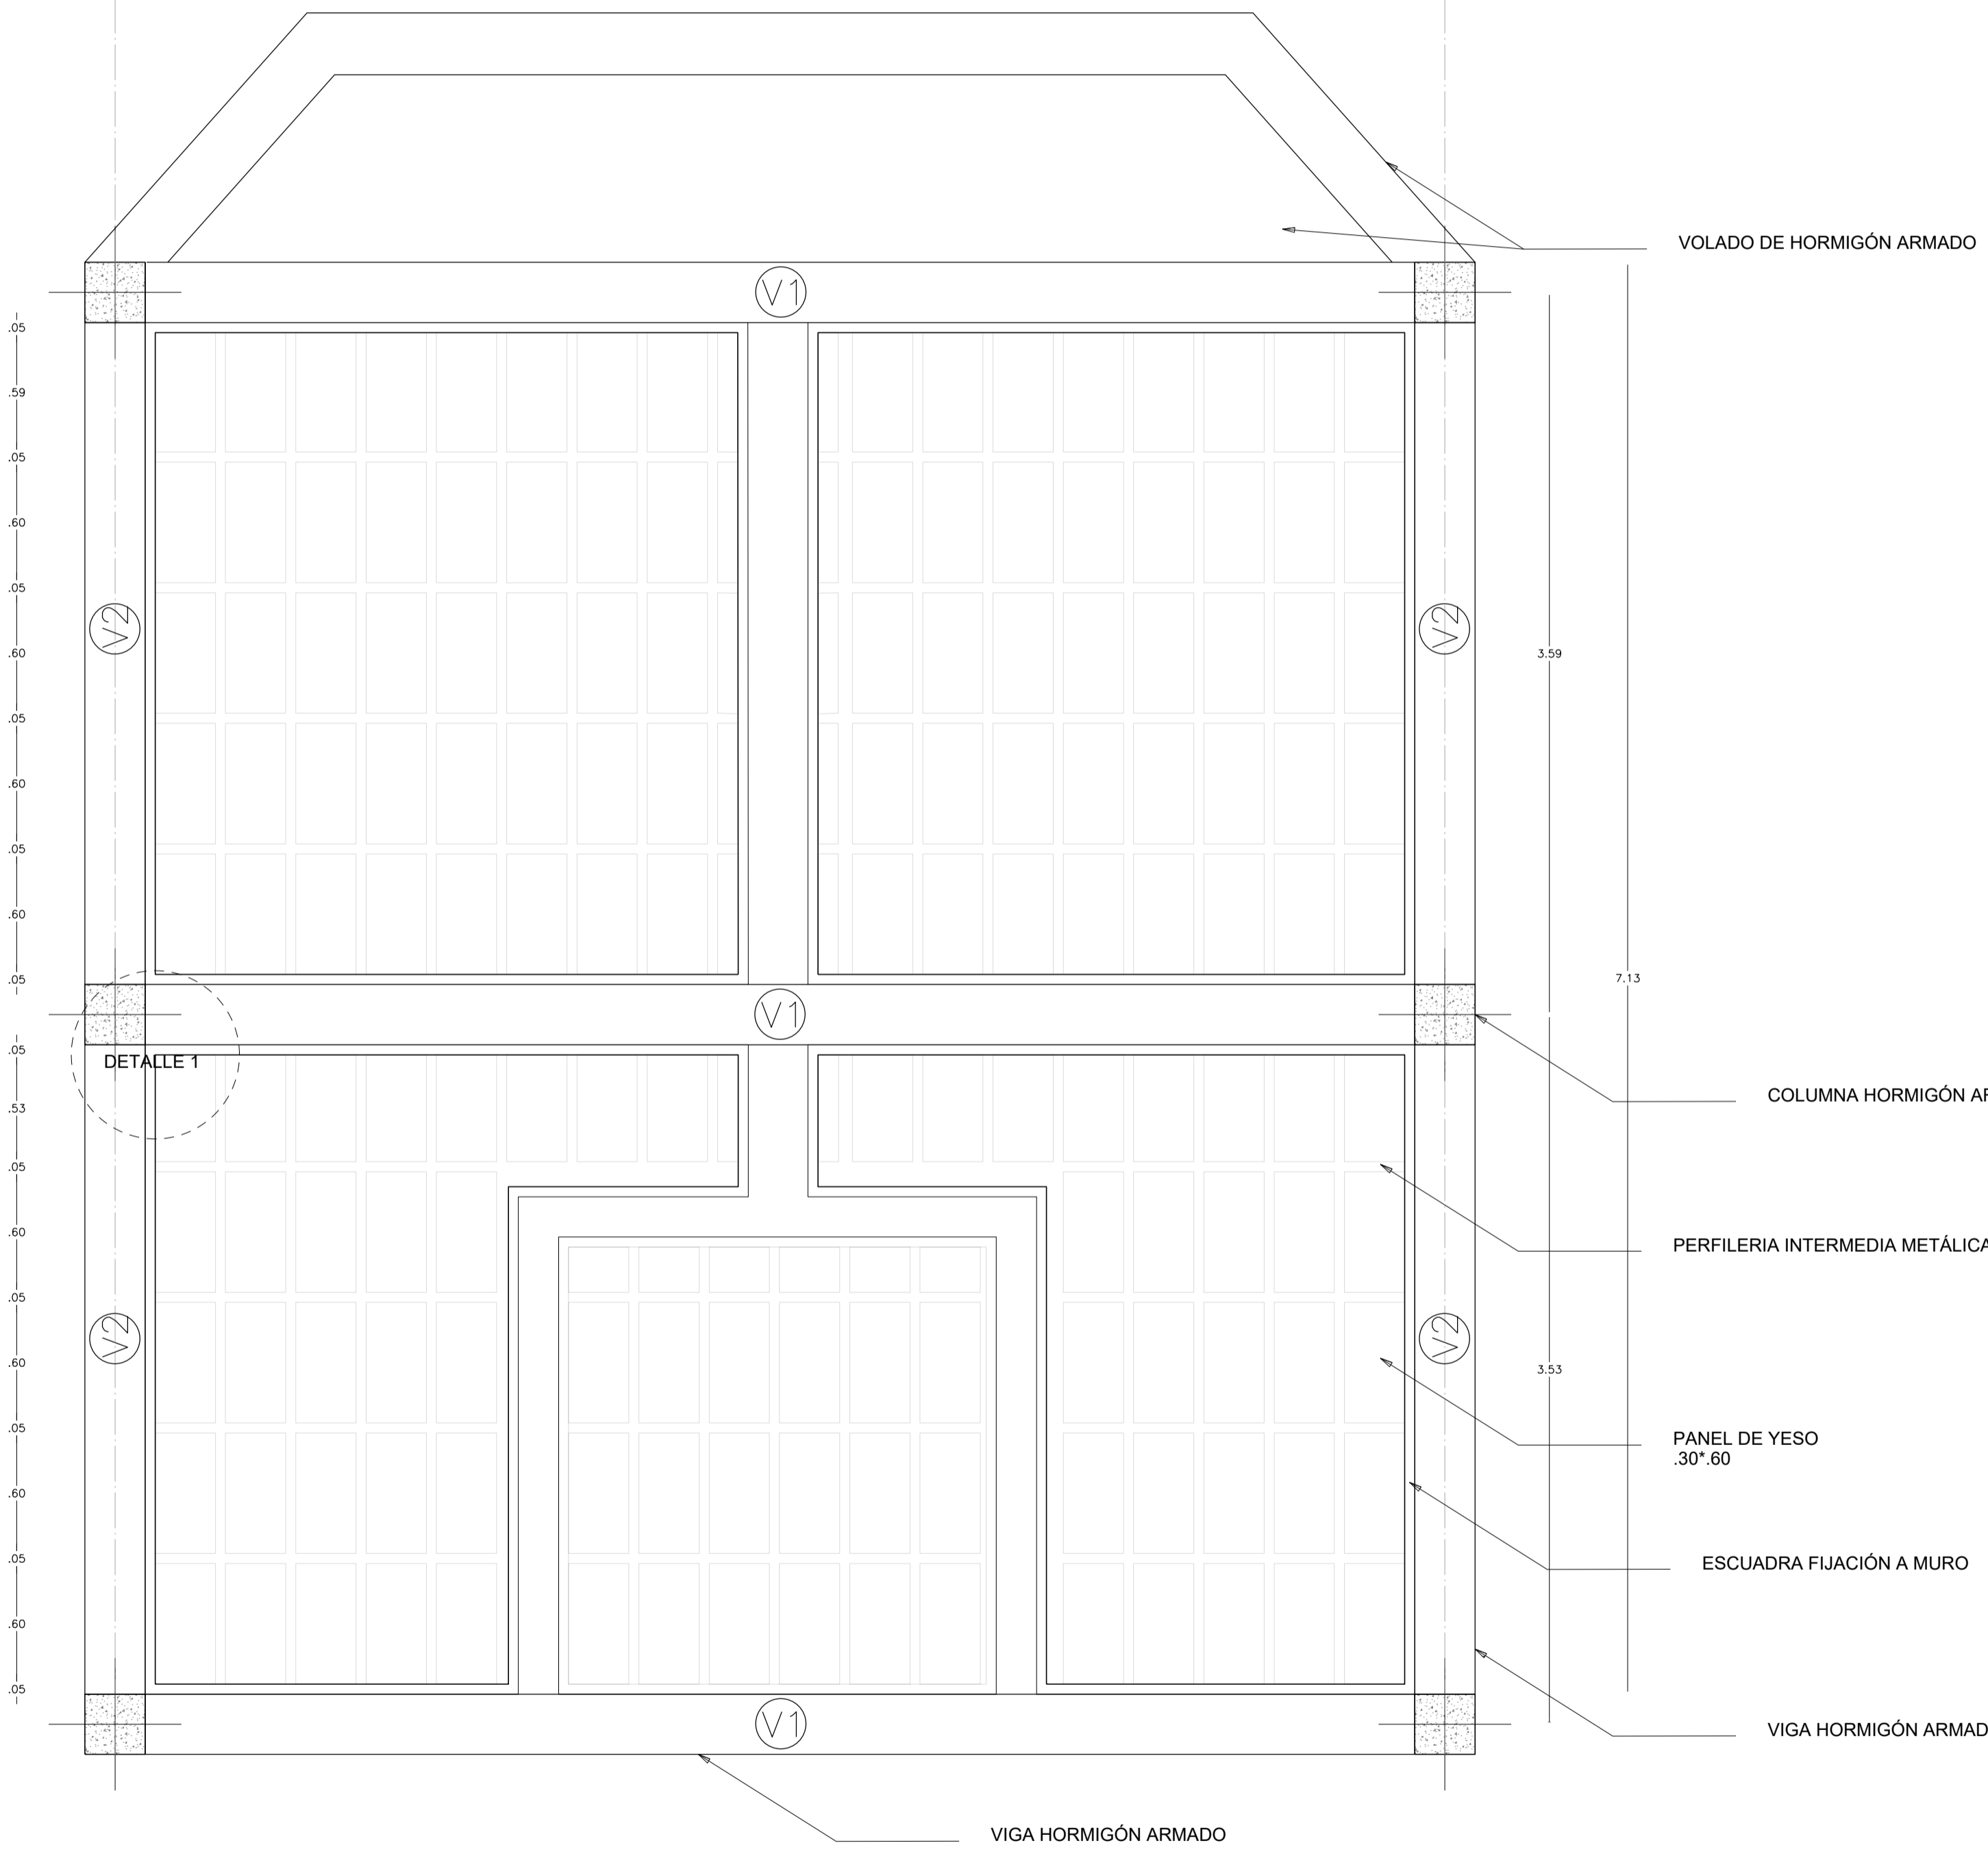 VOLADO DE HORMIGÓN ARMADO
V1
.05
.59
.05
.60
.05
V2
V2
.60
3.59
.05
.60
.05
.60
.05
7.13
V1
.05
DETALLE 1
.53
COLUMNA HORMIGÓN
.05
.60
PERFILERIA INTERMEDIA METÁLICA
.05
V2
V2
.60
3.53
.05
PANEL DE YESO
.30*.60
.60
.05
ESCUADRA FIJACIÓN A MURO
.60
.05
V1
VIGA HORMIGÓN ARMAD
VIGA HORMIGÓN ARMADO